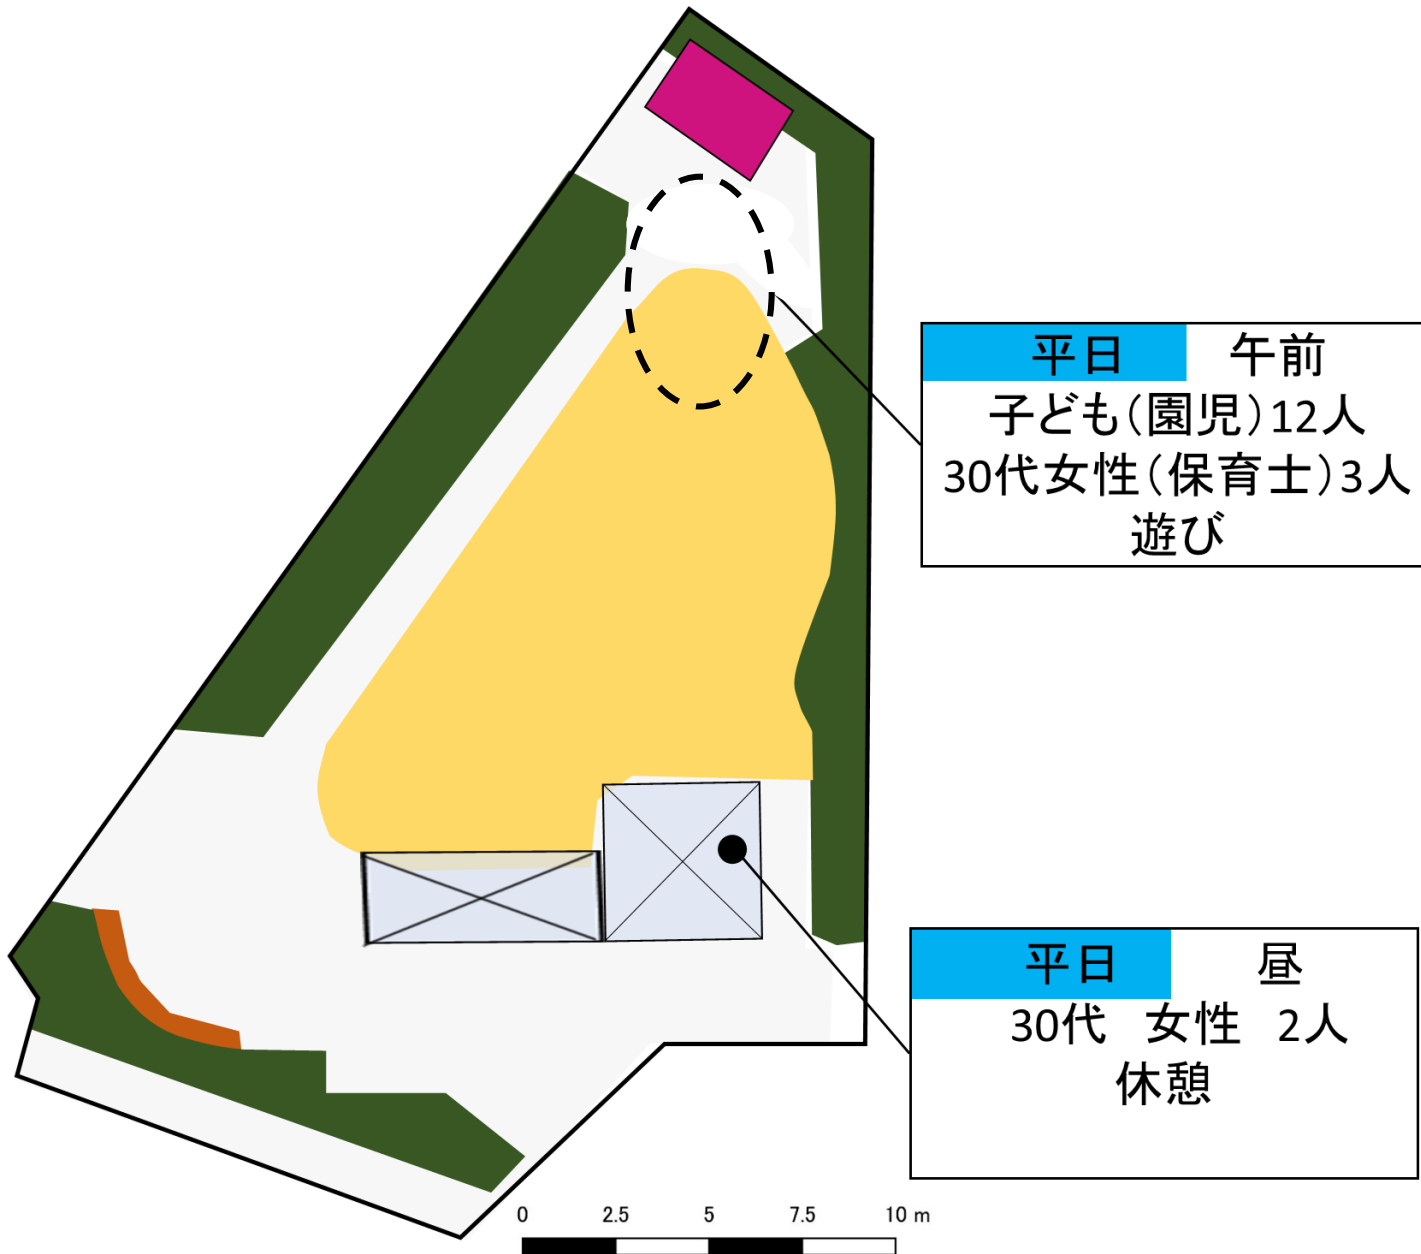 平日 午前
子ども（園児）12人
30代女性（保育士）3人
遊び
平日 昼
30代 女性 2人
休憩
0 2.5 5 7.5 10 m